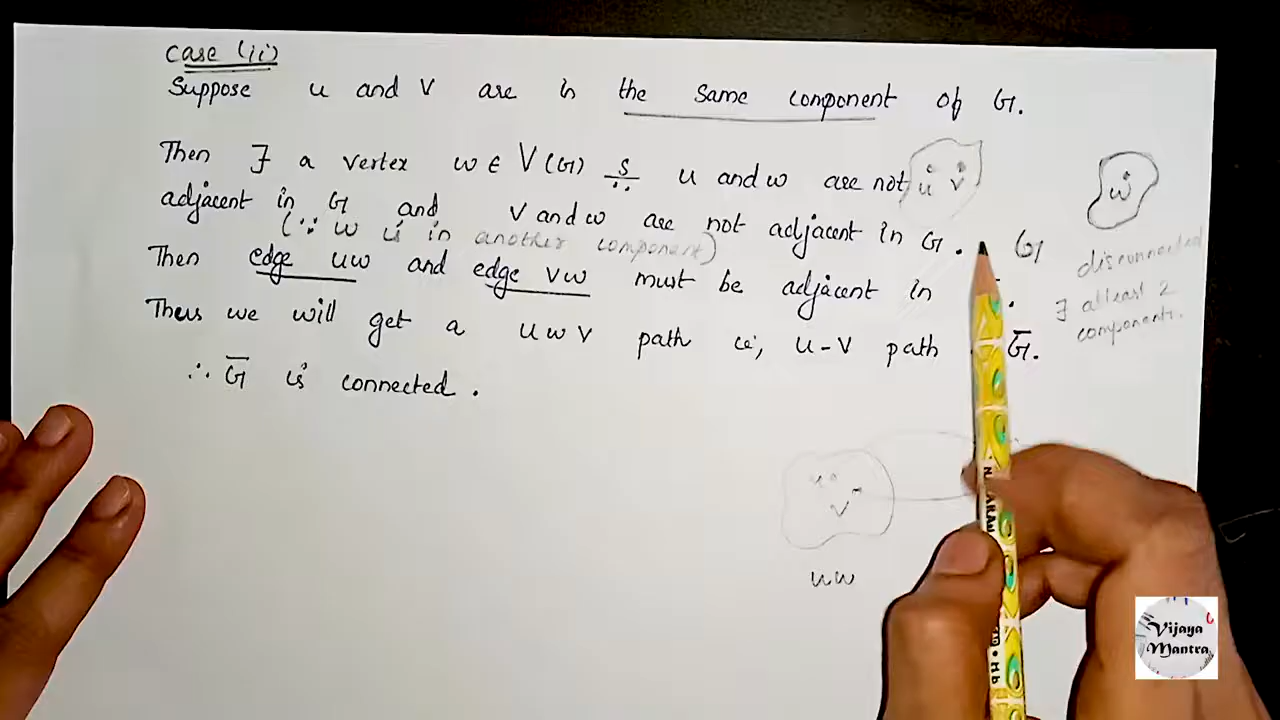 Case (ii)
Suppose u and v are in the same component of G.
Then ∃ a vertex w ∈ V(G) s∴ u and w are not
adjacent in G and v and w are not adjacent in G.
(∵ w is in another component)
Then edge uw and edge vw must be adjacent in
Thus we will get a u w v path ie, u-v path Ḡ.
∴ Ḡ is connected.
u v
w
G
disconnected
∃ atleast 2
components.
u
v
uw
Vijaya
Mantra